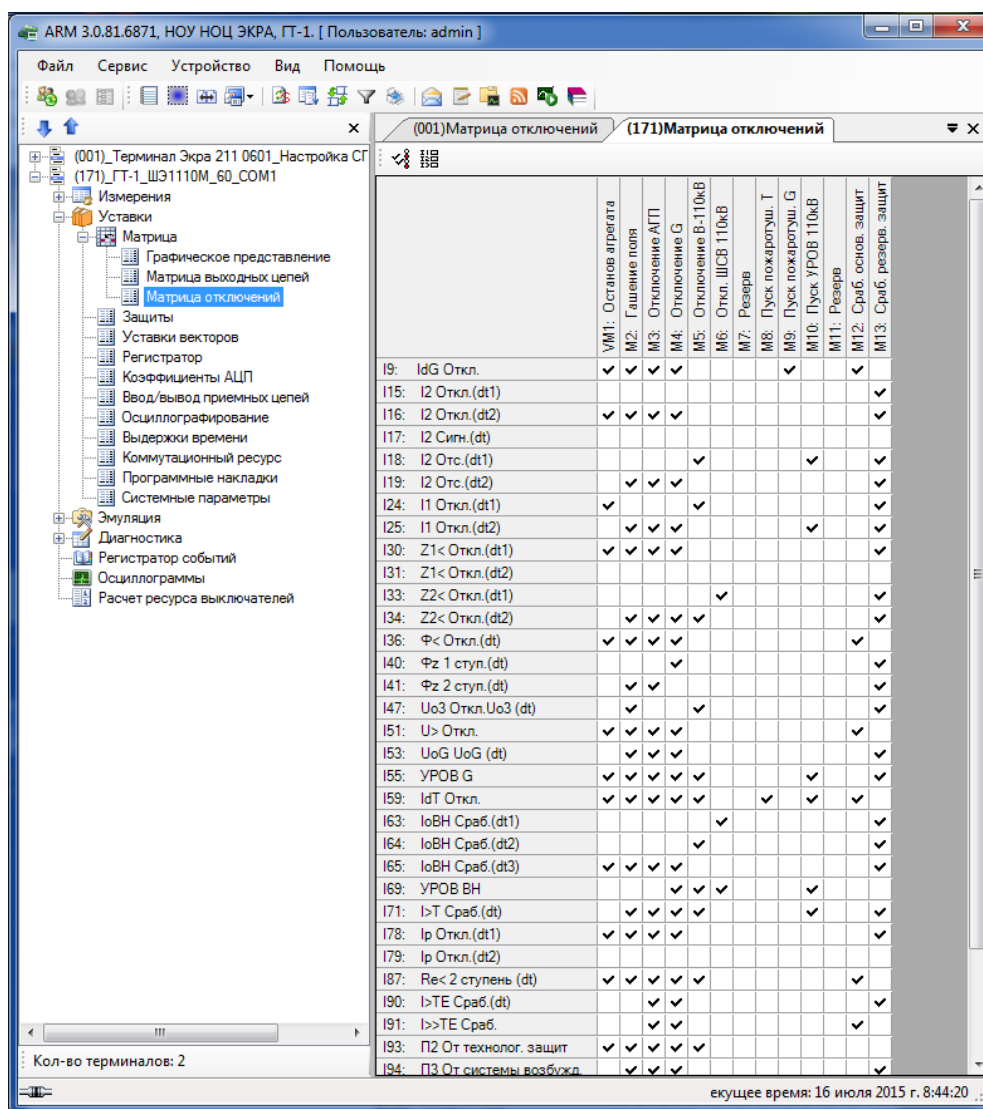 ARM 3.0.81.6871, НОУ НОЦ ЭКРА, ГТ-1. [ Пользователь: admin ]
Файл Сервис Устройство Вид Помощь
(001)Матрица отключений
(171)Матрица отключений
(001)_Терминал Экра 211 0601_Настройка СГ
(171)_ГТ-1_ШЭ1110М_60_COM1
Измерения
Уставки
Матрица
Графическое представление
Матрица выходных цепей
Матрица отключений
Защиты
Уставки векторов
Регистратор
Коэффициенты АЦП
Ввод/вывод приемных цепей
Осциллографирование
Выдержки времени
Коммутационный ресурс
Программные накладки
Системные параметры
Эмуляция
Диагностика
Регистратор событий
Осциллограммы
Расчет ресурса выключателей
Кол-во терминалов: 2
VM1: Останов агрегата
M2: Гашение поля
M3: Отключение АГП
M4: Отключение G
M5: Отключение В-110кВ
M6: Откл. ШСВ 110кВ
M7: Резерв
M8: Пуск пожаротуш. Т
M9: Пуск пожаротуш. G
M10: Пуск УРОВ 110кВ
M11: Резерв
M12: Сраб. основ. защит
M13: Сраб. резерв. защит
I9: IdG Откл.
I15: I2 Откл.(dt1)
I16: I2 Откл.(dt2)
I17: I2 Сигн.(dt)
I18: I2 Отс.(dt1)
I19: I2 Отс.(dt2)
I24: I1 Откл.(dt1)
I25: I1 Откл.(dt2)
I30: Z1< Откл.(dt1)
I31: Z1< Откл.(dt2)
I33: Z2< Откл.(dt1)
I34: Z2< Откл.(dt2)
I36: Ф< Откл.(dt)
I40: Фz 1 ступ.(dt)
I41: Фz 2 ступ.(dt)
I47: Uo3 Откл.Uo3 (dt)
I51: U> Откл.
I53: UoG UoG (dt)
I55: УРОВ G
I59: IdT Откл.
I63: IoВН Сраб.(dt1)
I64: IoВН Сраб.(dt2)
I65: IoВН Сраб.(dt3)
I69: УРОВ ВН
I71: I>T Сраб.(dt)
I78: Ip Откл.(dt1)
I79: Ip Откл.(dt2)
I87: Re< 2 ступень (dt)
I90: I>TE Сраб.(dt)
I91: I>>TE Сраб.
I93: П2 От технолог. защит
I94: П3 От системы возбужд.
екущее время: 16 июля 2015 г. 8:44:20